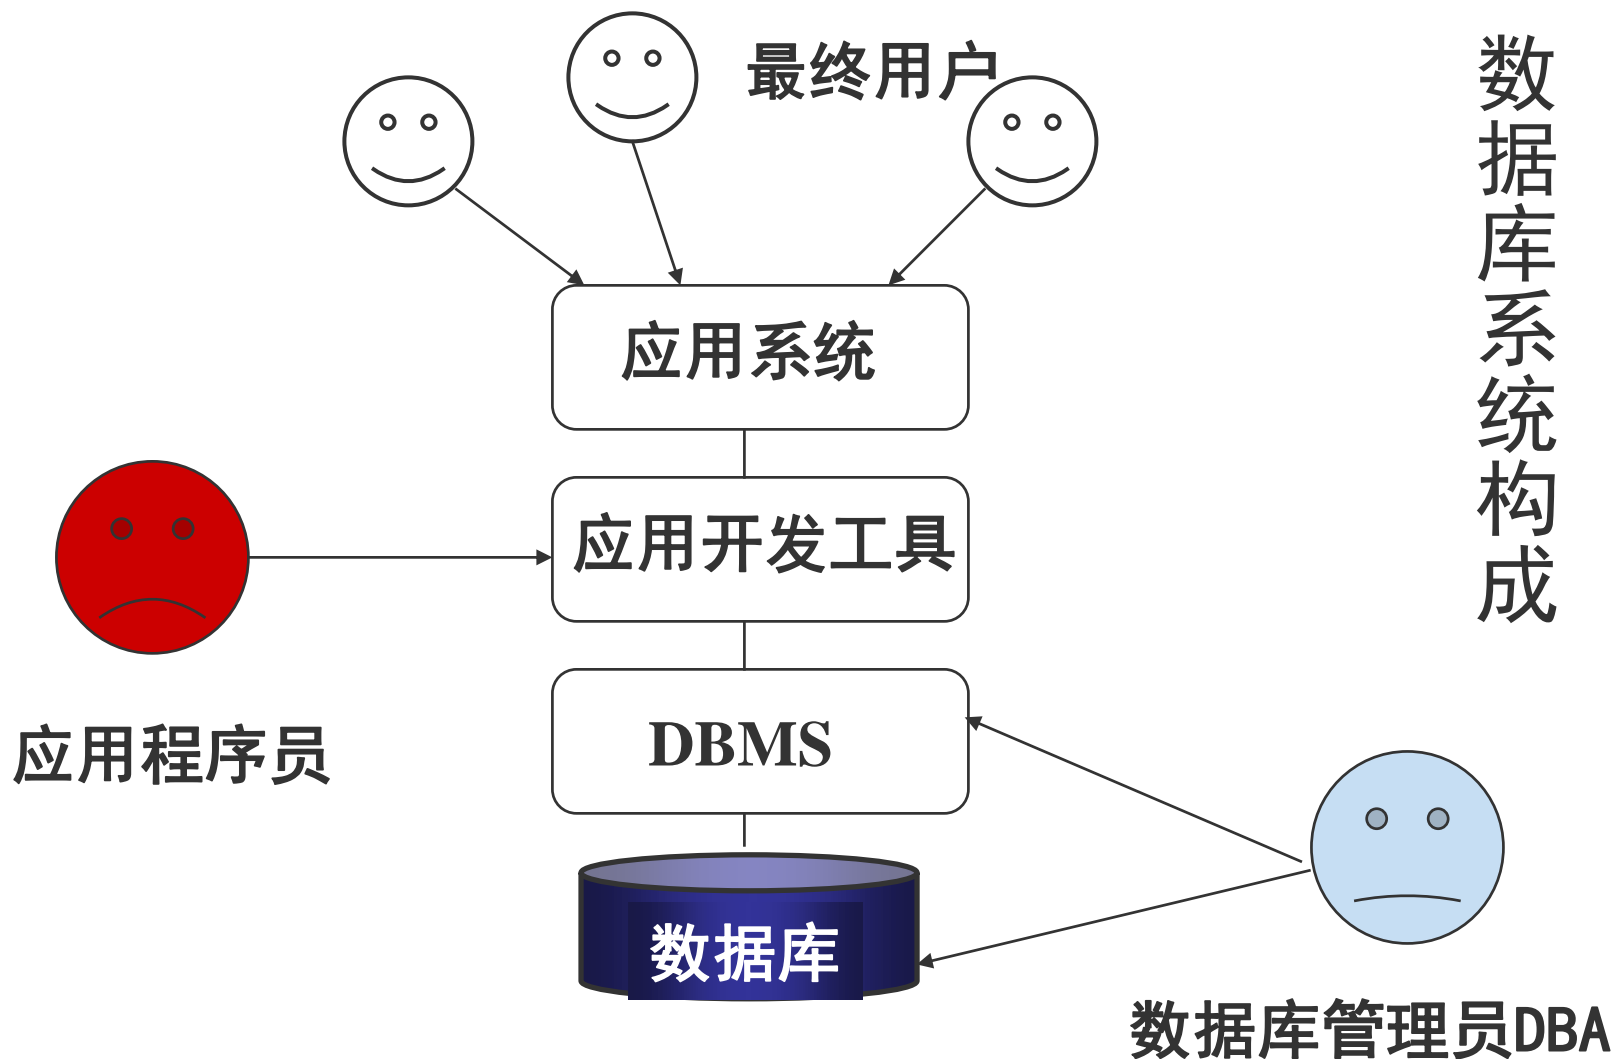 最终用户
数据库系统构成
应用系统
应用开发工具
应用程序员
DBMS
数据库
数据库管理员DBA